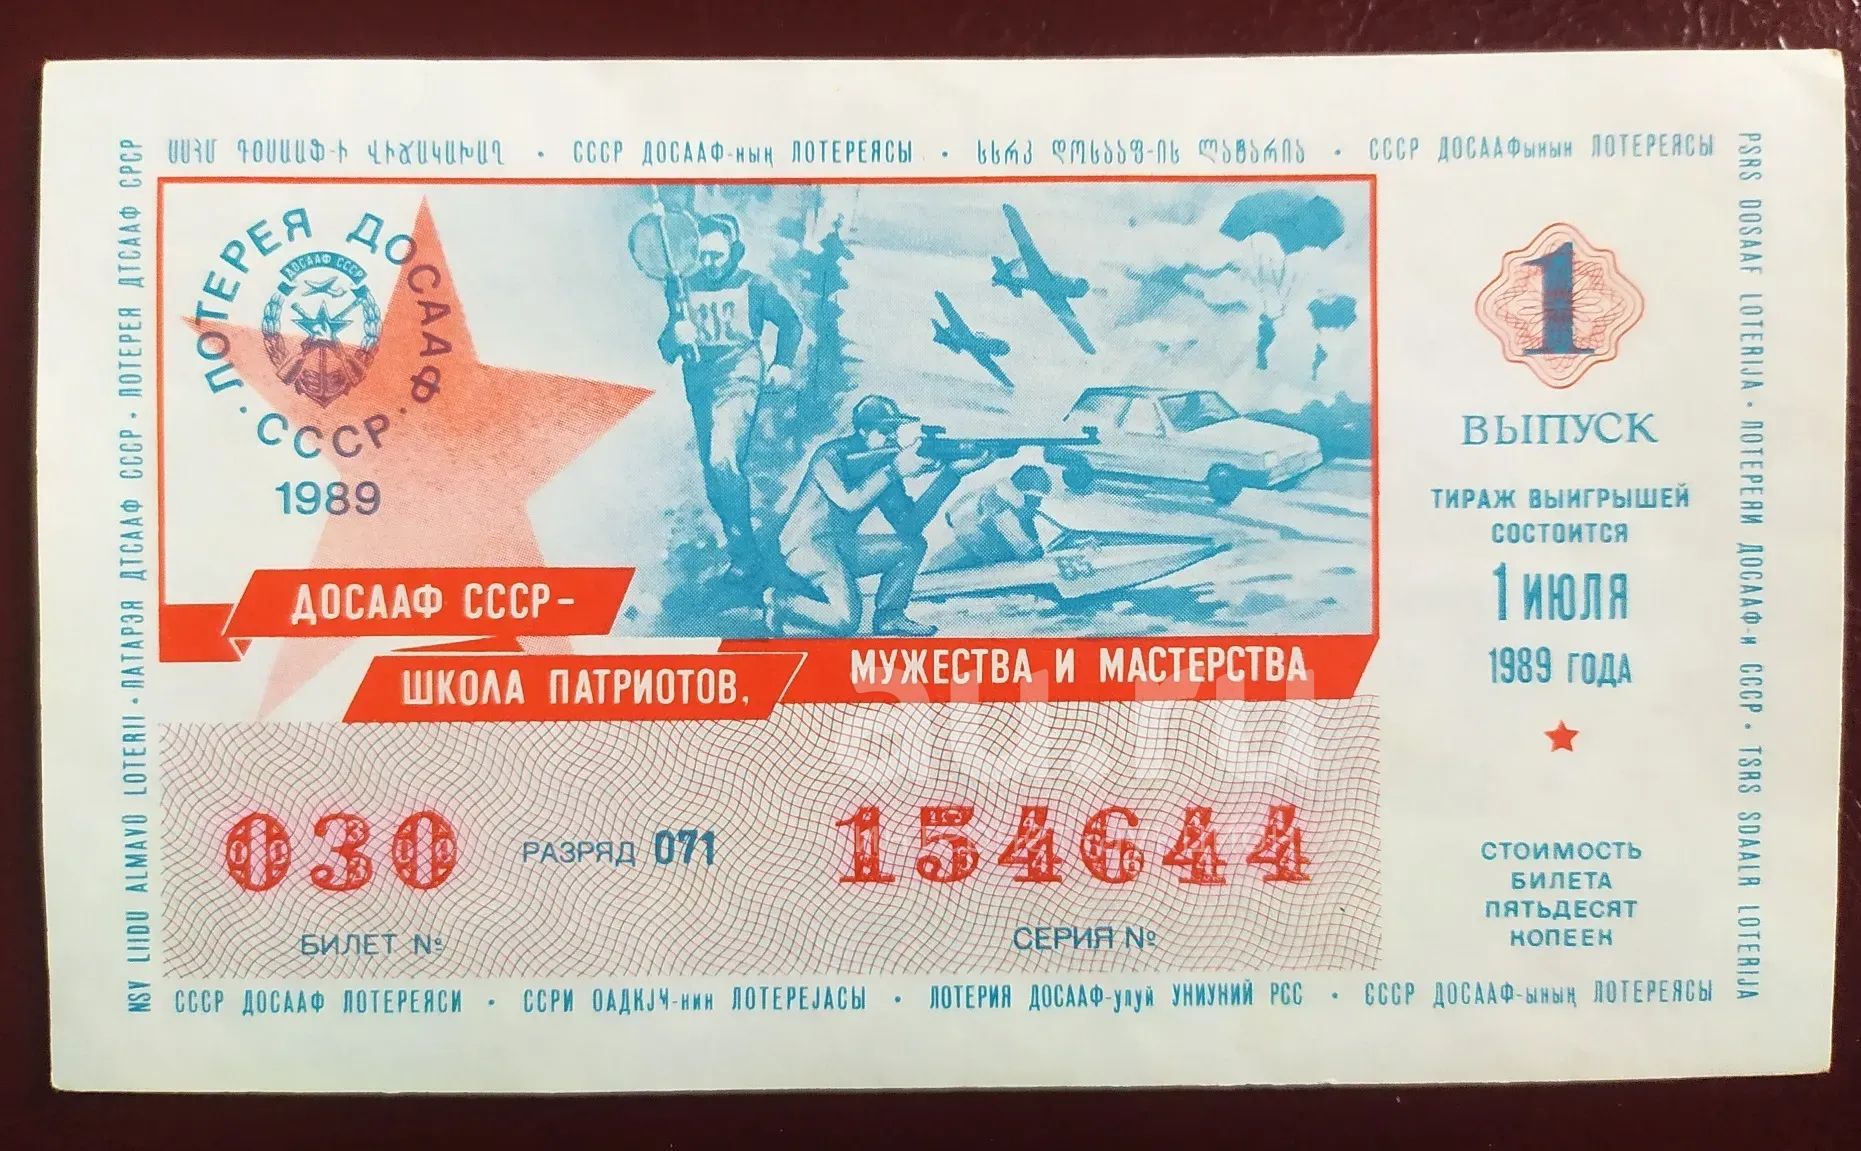 ՍՍՀՄ ԴՕՍԱԱՖ-Ի ՎԻՃԱԿԱԽԱՂ • СССР ДОСААФ-ның ЛОТЕРЕЯСЫ • სსრკ დოსააფ-ის ლატარია • СССР ДОСААФынын ЛОТЕРЕЯСЫ
NSV LIIDU ALMAVÜ LOTERII • ЛАТАРЭЯ ДТСААФ СССР • ЛОТЕРЕЯ ДТСААФ СРСР
PSRS DOSAAF LOTERIJA • ЛОТЕРЕЯИ ДОСААФ-и СССР • TSRS SDAALR LOTERIJA
ЛОТЕРЕЯ ДОСААФ • СССР •
ДОСААФ СССР
1989
212
ДОСААФ СССР-
ШКОЛА ПАТРИОТОВ,
МУЖЕСТВА И МАСТЕРСТВА
1
ВЫПУСК
ТИРАЖ ВЫИГРЫШЕЙ
СОСТОИТСЯ
1 ИЮЛЯ
1989 ГОДА
030 РАЗРЯД 071 154644
БИЛЕТ № СЕРИЯ №
СТОИМОСТЬ
БИЛЕТА
ПЯТЬДЕСЯТ
КОПЕЕК
СССР ДОСААФ ЛОТЕРЕЯСИ • ССРИ ОАДКҸЧ-нин ЛОТЕРЕЈАСЫ • ЛОТЕРИЯ ДОСААФ-улуй УНИУНИЙ РСС • СССР ДОСААФ-ының ЛОТЕРЕЯСЫ